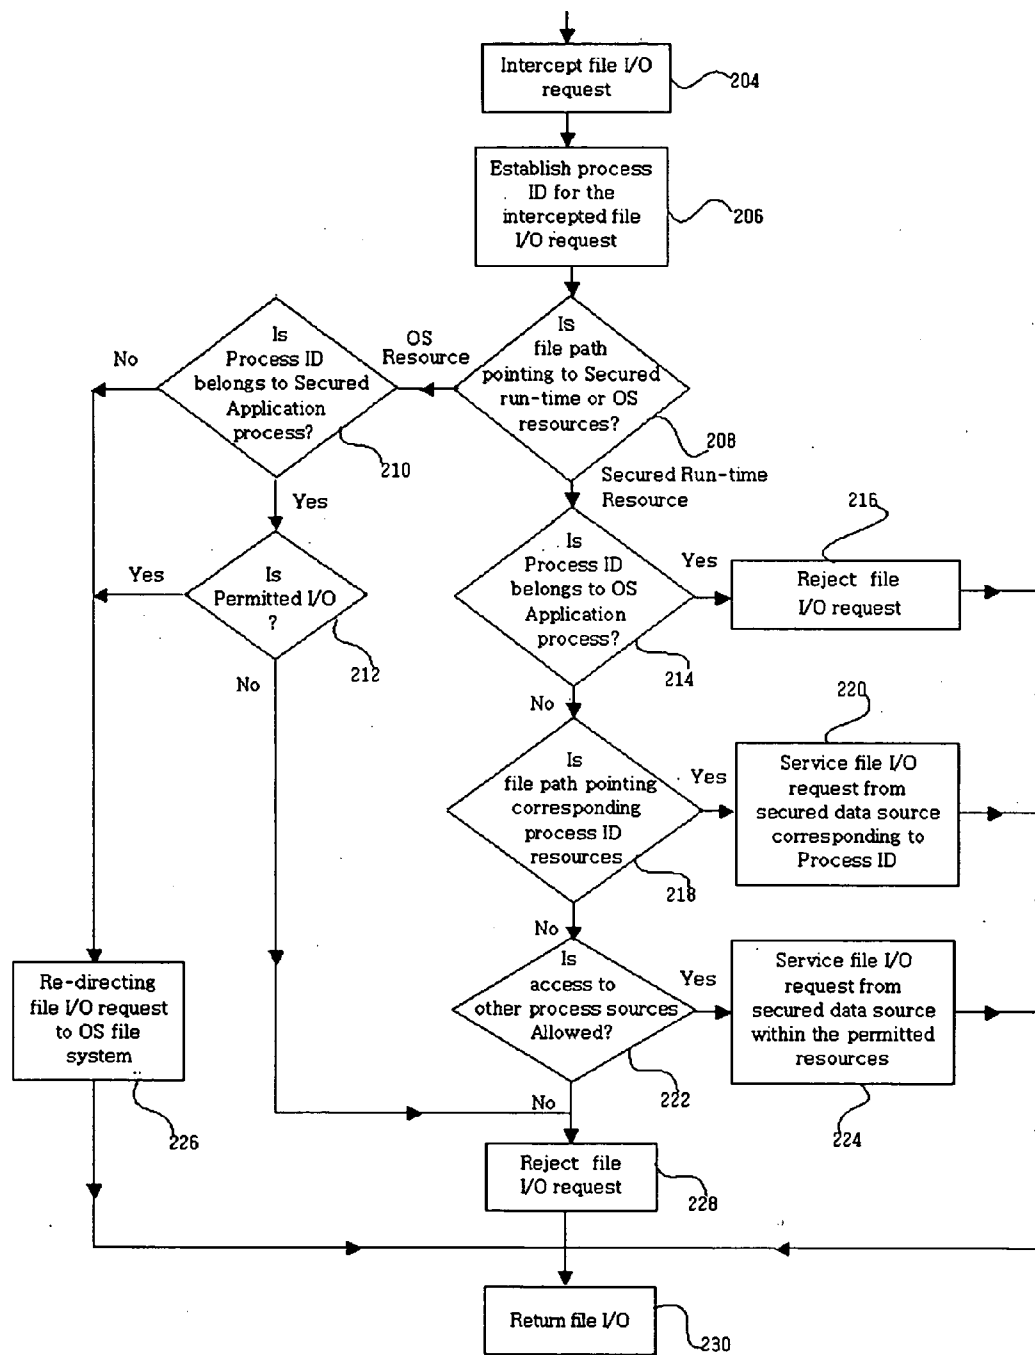 Intercept file I/O
request
204
Establish process
ID for the
intercepted file
I/O request
206
Is
file path
pointing to Secured
run-time or OS
resources?
208
OS
Resource
Is
Process ID
belongs to Secured
Application
process?
210
No
Yes
Secured Run-time
Resource
Is
Permitted I/O
?
212
Yes
No
Is
Process ID
belongs to OS
Application
process?
214
Yes
216
Reject file
I/O request
No
Is
file path pointing
corresponding
process ID
resources
218
Yes
220
Service file I/O
request from
secured data source
corresponding to
Process ID
No
Is
access to
other process sources
Allowed?
222
Yes
Service file I/O
request from
secured data source
within the permitted
resources
224
Re-directing
file I/O request
to OS file
system
226
No
Reject file
I/O request
228
Return file I/O
230